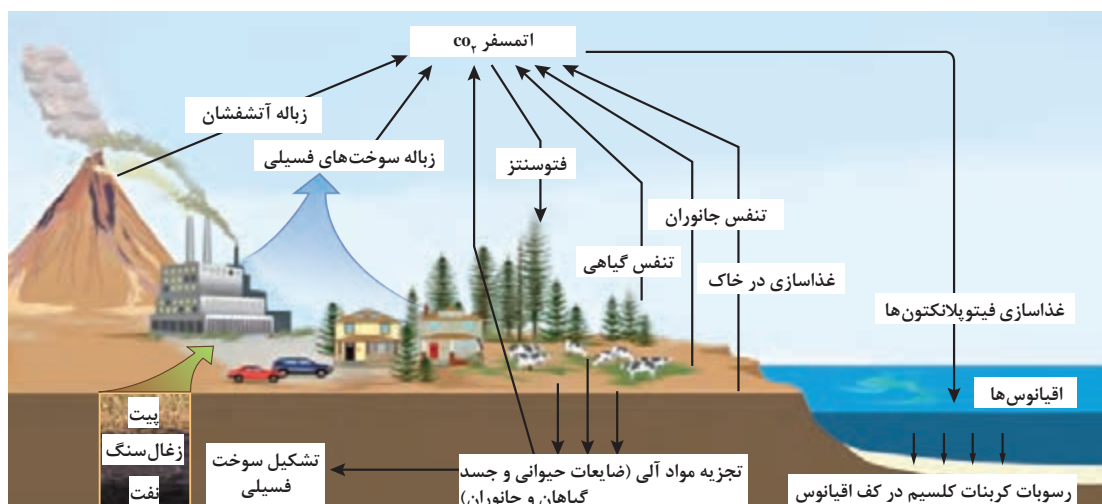 اتمسفر co₂
زباله آتشفشان
زباله سوخت‌های فسیلی
فتوسنتز
تنفس جانوران
تنفس گیاهی
غذاسازی در خاک
غذاسازی فیتوپلانکتون‌ها
اقیانوس‌ها
پیت
زغال‌سنگ
نفت
تشکیل سوخت
فسیلی
تجزیه مواد آلی (ضایعات حیوانی و جسد
گیاهان و جانوران)
رسوبات کربنات کلسیم در کف اقیانوس